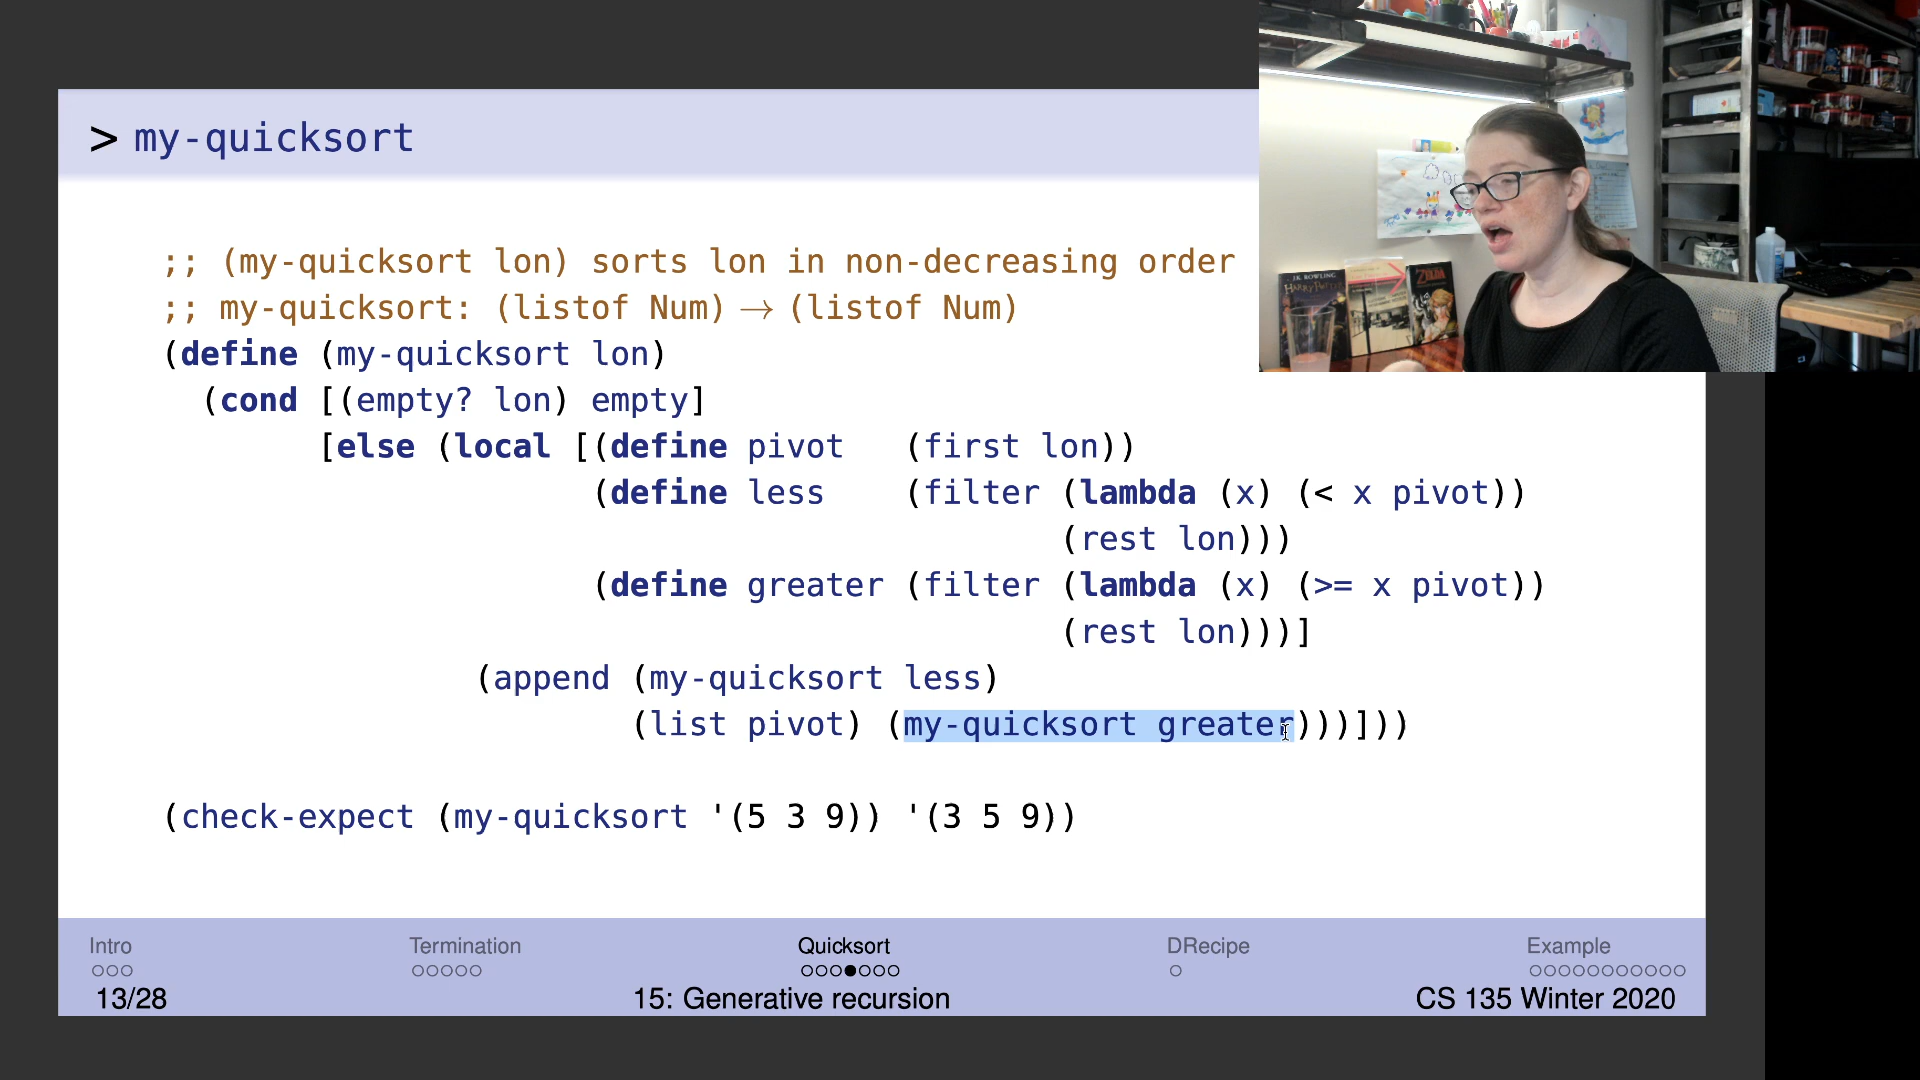 > my-quicksort
J.K. ROWLING
HARRY POTTER
ZELDA
;; (my-quicksort lon) sorts lon in non-decreasing order
;; my-quicksort: (listof Num) → (listof Num)
(define (my-quicksort lon)
(cond [(empty? lon) empty]
[else (local [(define pivot (first lon))
(define less (filter (lambda (x) (< x pivot))
(rest lon)))
(define greater (filter (lambda (x) (>= x pivot))
(rest lon)))]
(append (my-quicksort less)
(list pivot) (my-quicksort greater)))]))
(check-expect (my-quicksort '(5 3 9)) '(3 5 9))
Intro Termination Quicksort DRecipe Example
13/28 15: Generative recursion CS 135 Winter 2020